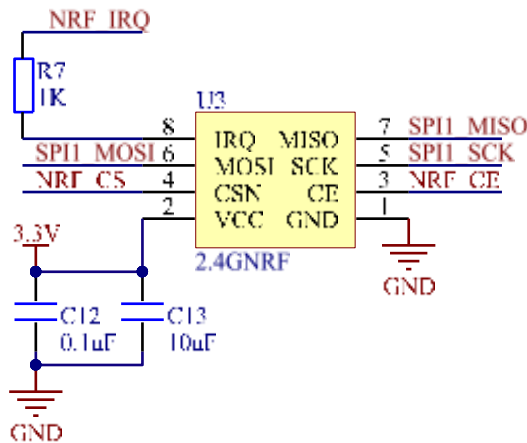 NRF_IRQ
R7
1K
U3
8 IRQ MISO 7 SPI1_MISO
SPI1_MOSI 6 MOSI SCK 5 SPI1_SCK
NRF_CS 4 CSN CE 3 NRF_CE
2 VCC GND 1
3.3V
2.4GNRF
GND
C12
0.1uF
C13
10uF
GND